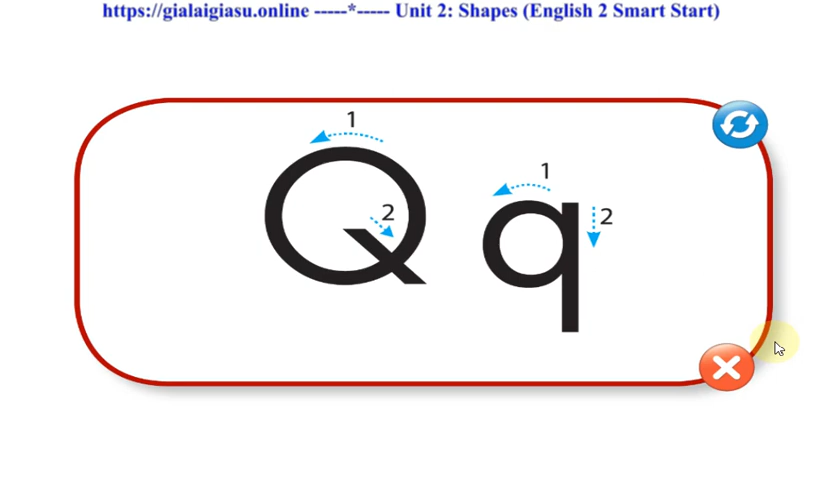 https://gialaigiasu.online -----*----- Unit 2: Shapes (English 2 Smart Start)
1
1
2
2
Q q